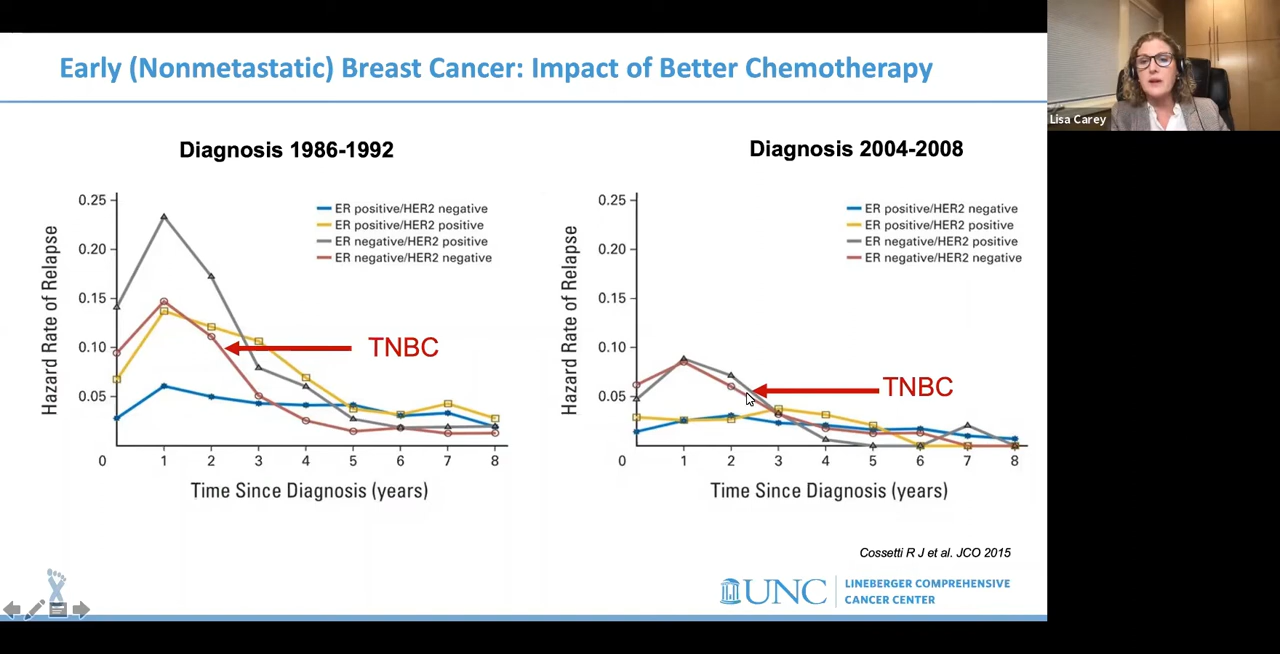 Early (Nonmetastatic) Breast Cancer: Impact of Better Chemotherapy
Lisa Carey
Diagnosis 1986-1992
Hazard Rate of Relapse
0.25
0.20
0.15
0.10
0.05
ER positive/HER2 negative
ER positive/HER2 positive
ER negative/HER2 positive
ER negative/HER2 negative
TNBC
0 1 2 3 4 5 6 7 8
Time Since Diagnosis (years)
Diagnosis 2004-2008
Hazard Rate of Relapse
0.25
0.20
0.15
0.10
0.05
ER positive/HER2 negative
ER positive/HER2 positive
ER negative/HER2 positive
ER negative/HER2 negative
TNBC
0 1 2 3 4 5 6 7 8
Time Since Diagnosis (years)
Cossetti R J et al. JCO 2015
UNC
LINEBERGER COMPREHENSIVE
CANCER CENTER